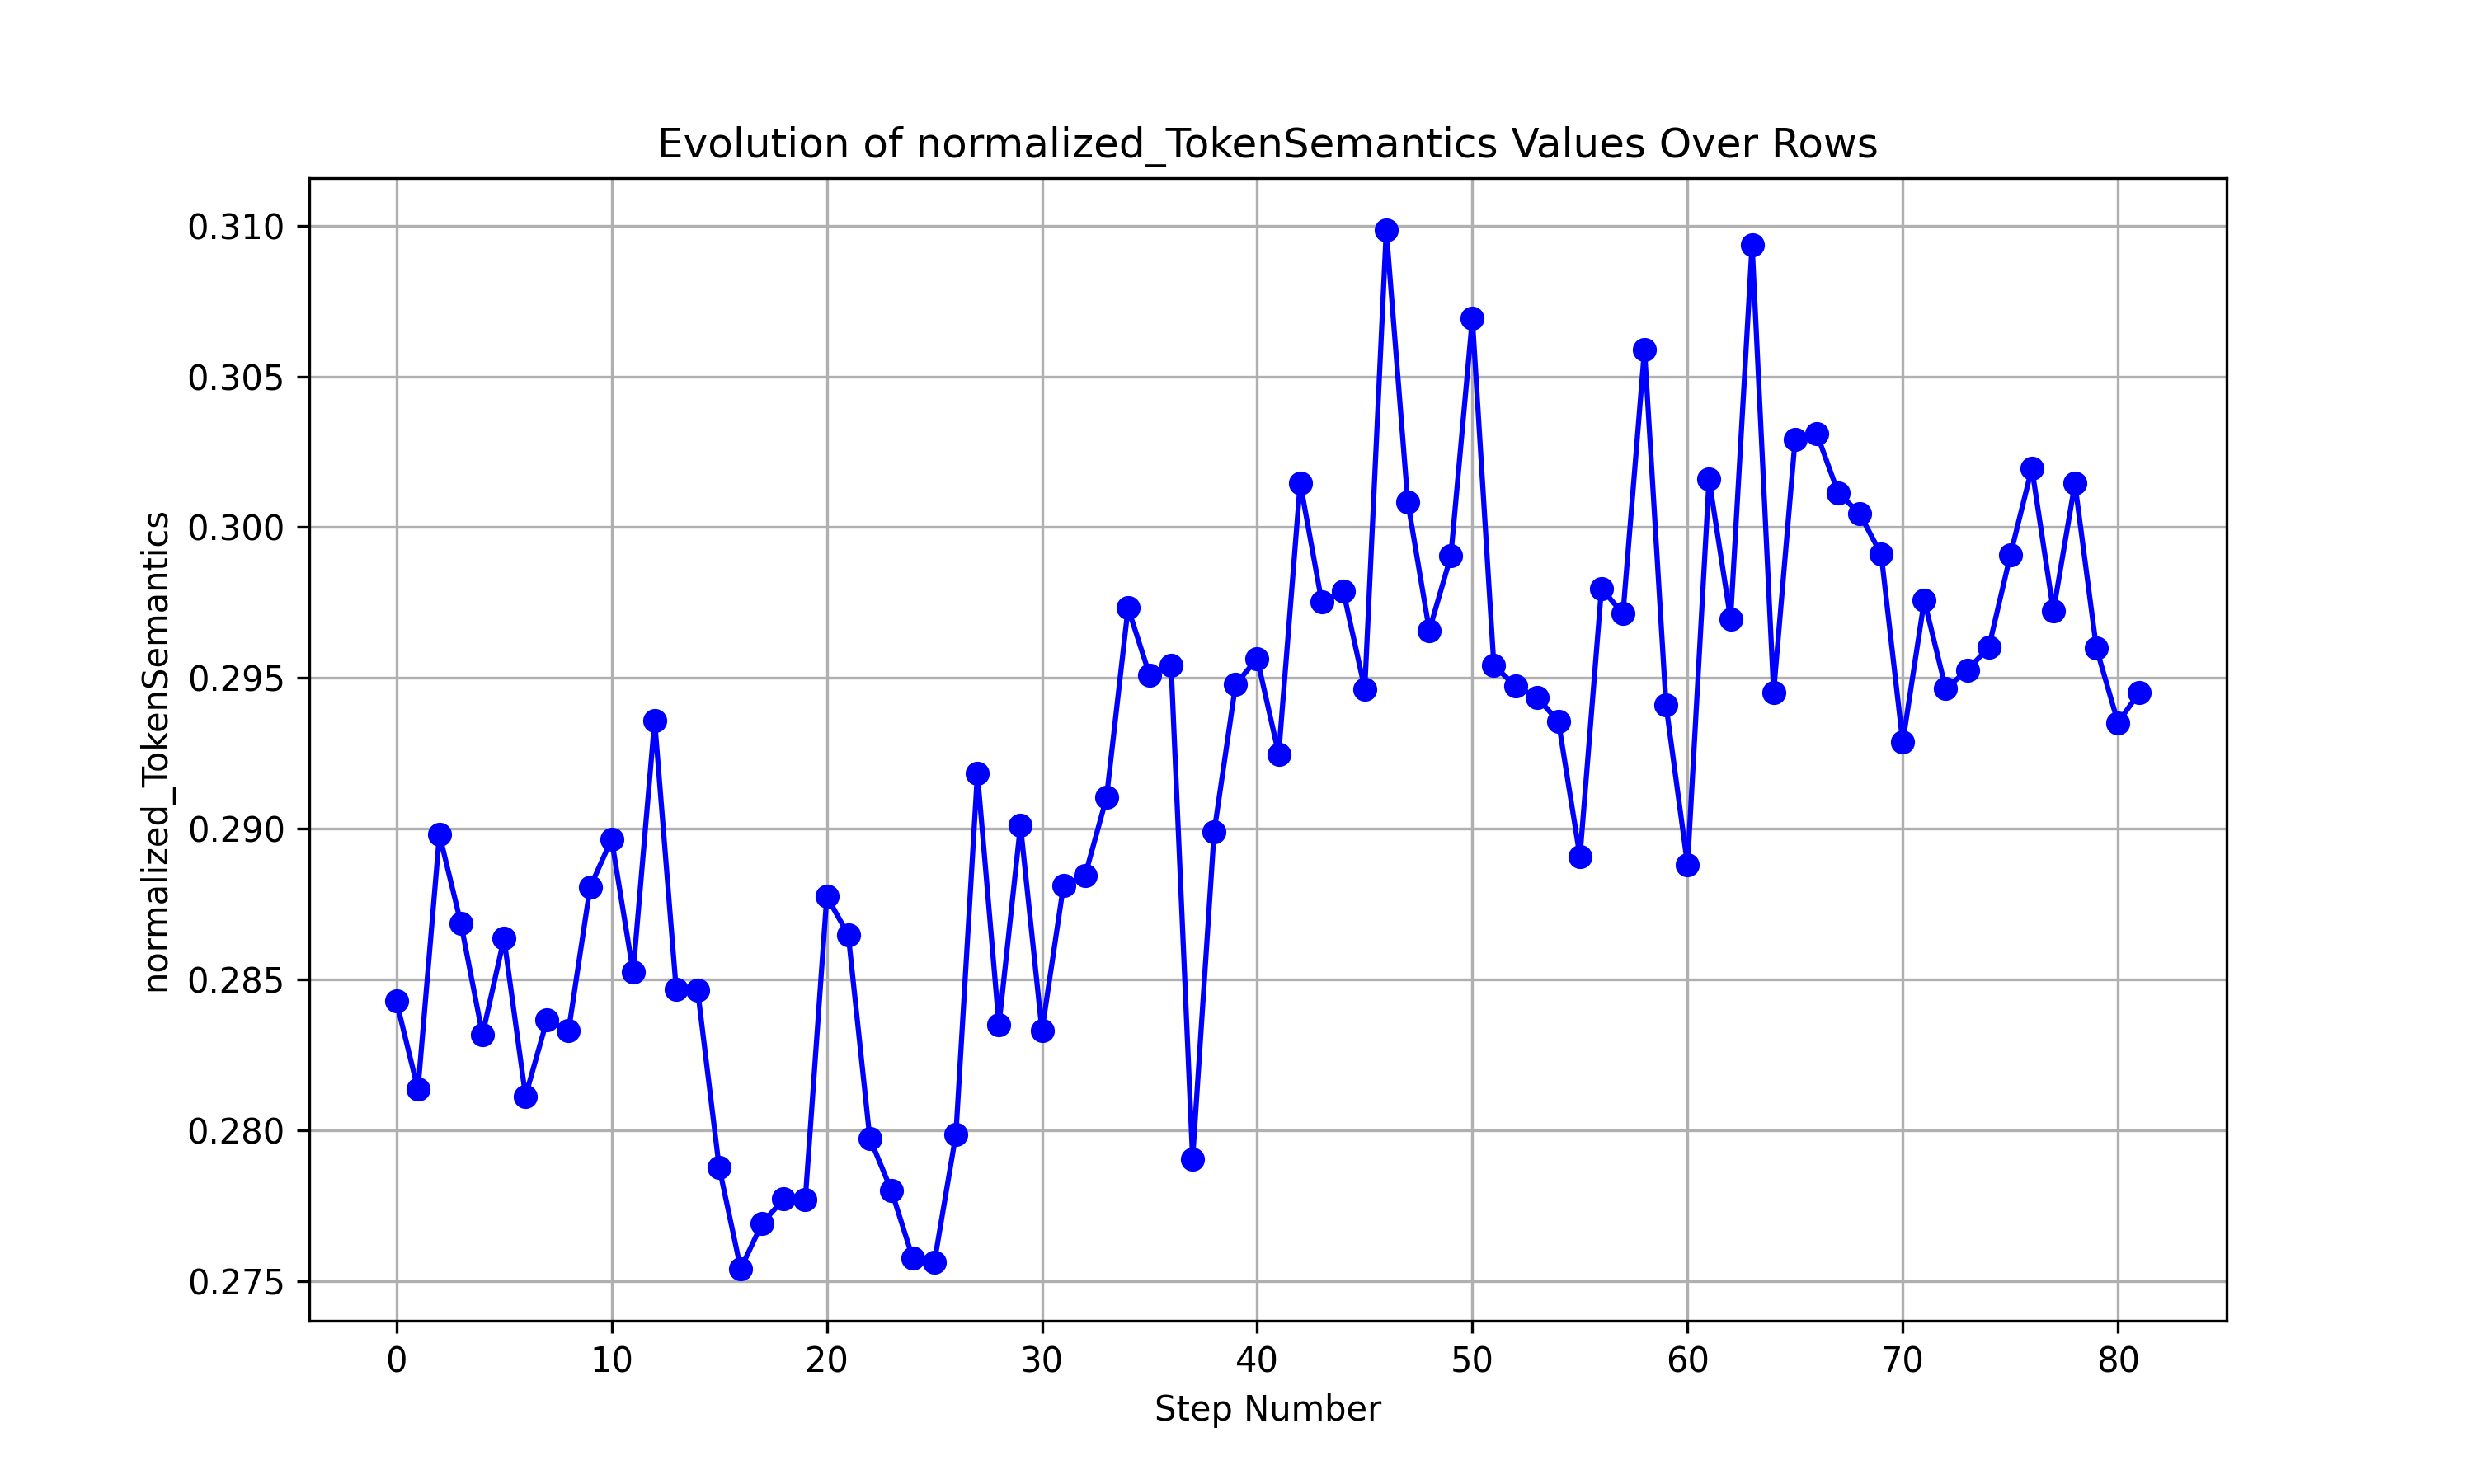 Evolution of normalized_TokenSemantics Values Over Rows
normalized_TokenSemantics
0.310
0.305
0.300
0.295
0.290
0.285
0.280
0.275
0 10 20 30 40 50 60 70 80
Step Number